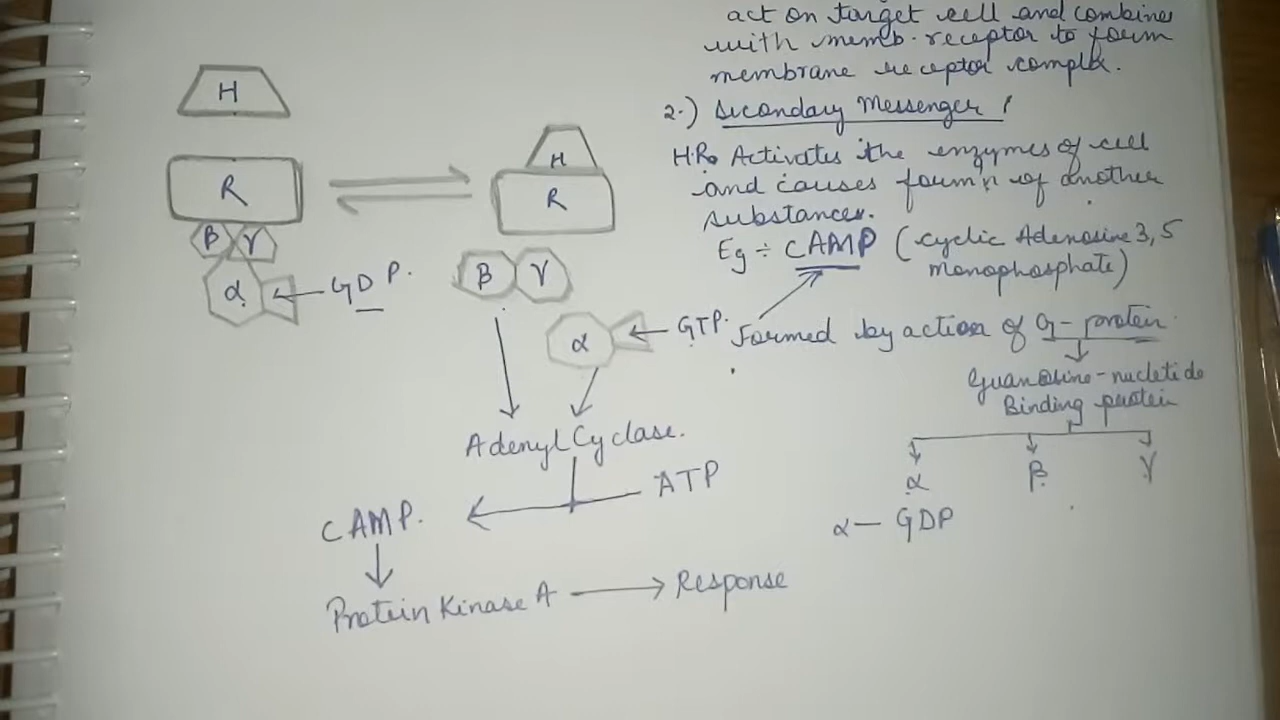 act on target cell and combines
with memb. receptor to form
membrane receptor complex.
2.) Secondary Messenger
H.R. Activates the enzymes of cell
and causes form'n of another
substances.
Eg ÷ CAMP (cyclic Adenosine 3,5
monophosphate)
Formed by action of G-protein
Guanosine-nucletide
Binding protein
α β γ
α — GDP
H
R
β γ
α GDP.
H
R
β γ
α GTP.
Adenyl Cyclase.
ATP
CAMP.
Protein Kinase A Response